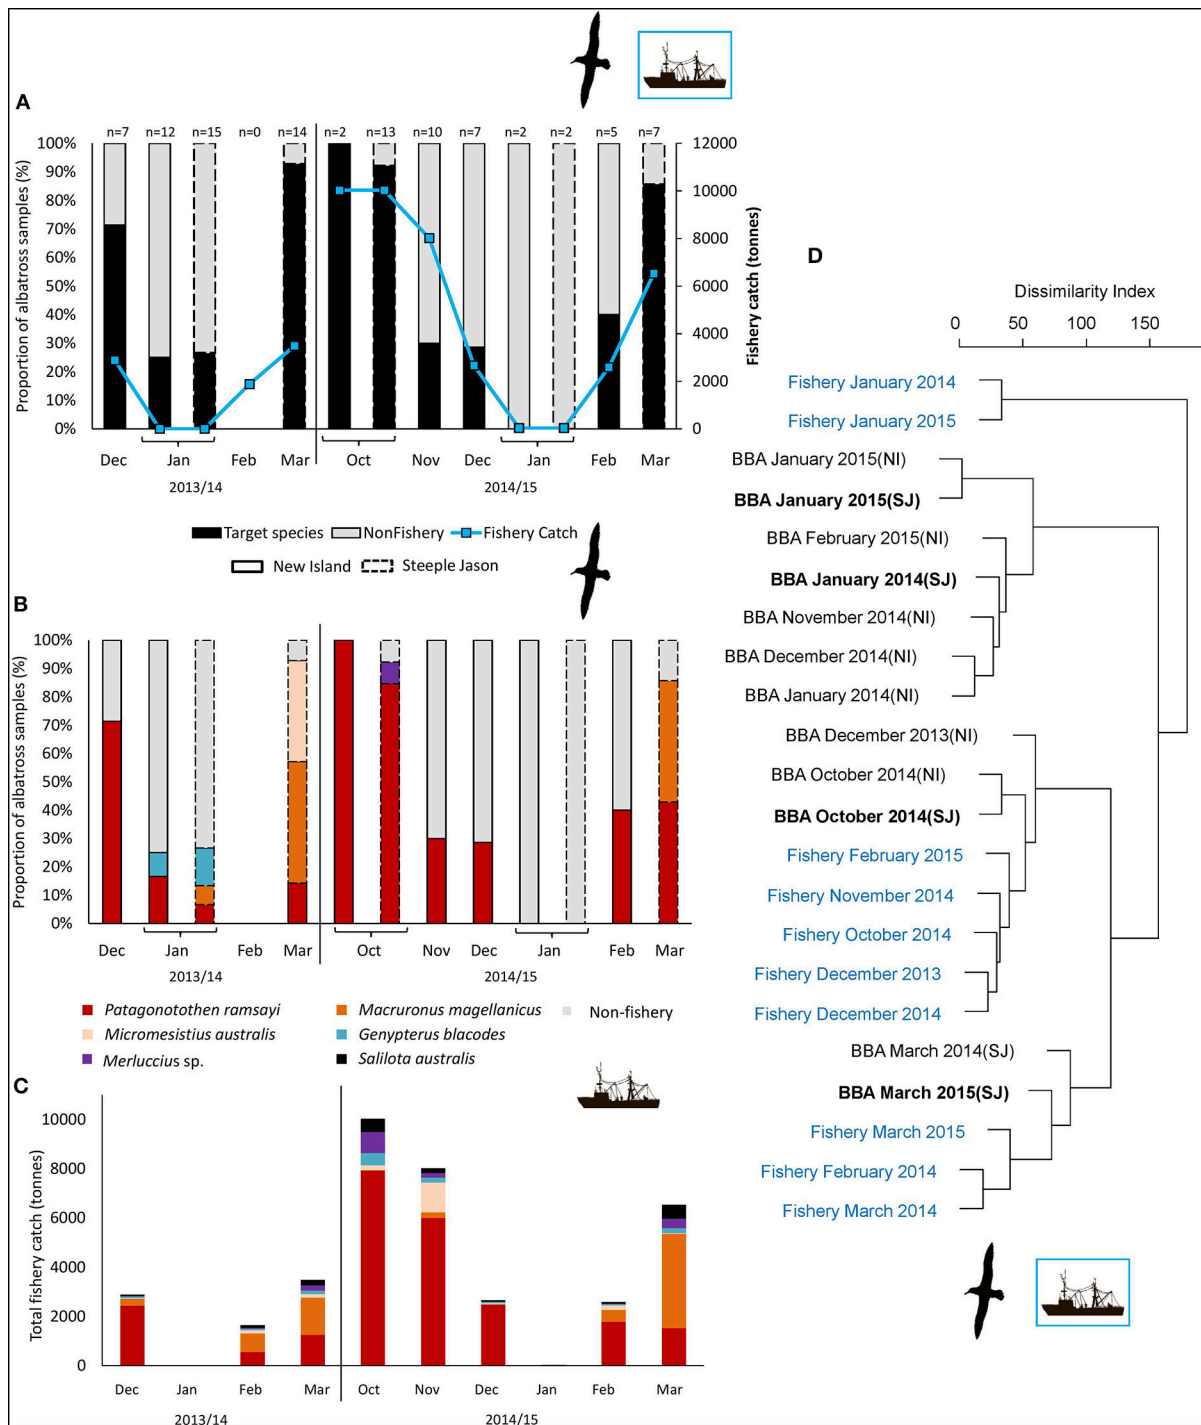 A
n=7 n=12 n=15 n=0 n=14 n=2 n=13 n=10 n=7 n=2 n=2 n=5 n=7
Proportion of albatross samples (%)
100%
90%
80%
70%
60%
50%
40%
30%
20%
10%
0%
12000
10000
8000
6000
4000
2000
0
Fishery catch (tonnes)
Dec Jan Feb Mar Oct Nov Dec Jan Feb Mar
2013/14 2014/15
Target species NonFishery Fishery Catch
New Island Steeple Jason
B
Proportion of albatross samples (%)
100%
90%
80%
70%
60%
50%
40%
30%
20%
10%
0%
Dec Jan Feb Mar Oct Nov Dec Jan Feb Mar
2013/14 2014/15
Patagonotothen ramsayi Macruronus magellanicus Non-fishery
Micromesistius australis Genypterus blacodes
Merluccius sp. Salilota australis
C
Total fishery catch (tonnes)
10000
8000
6000
4000
2000
0
Dec Jan Feb Mar Oct Nov Dec Jan Feb Mar
2013/14 2014/15
D
Dissimilarity Index
0 50 100 150
Fishery January 2014
Fishery January 2015
BBA January 2015(NI)
BBA January 2015(SJ)
BBA February 2015(NI)
BBA January 2014(SJ)
BBA November 2014(NI)
BBA December 2014(NI)
BBA January 2014(NI)
BBA December 2013(NI)
BBA October 2014(NI)
BBA October 2014(SJ)
Fishery February 2015
Fishery November 2014
Fishery October 2014
Fishery December 2013
Fishery December 2014
BBA March 2014(SJ)
BBA March 2015(SJ)
Fishery March 2015
Fishery February 2014
Fishery March 2014